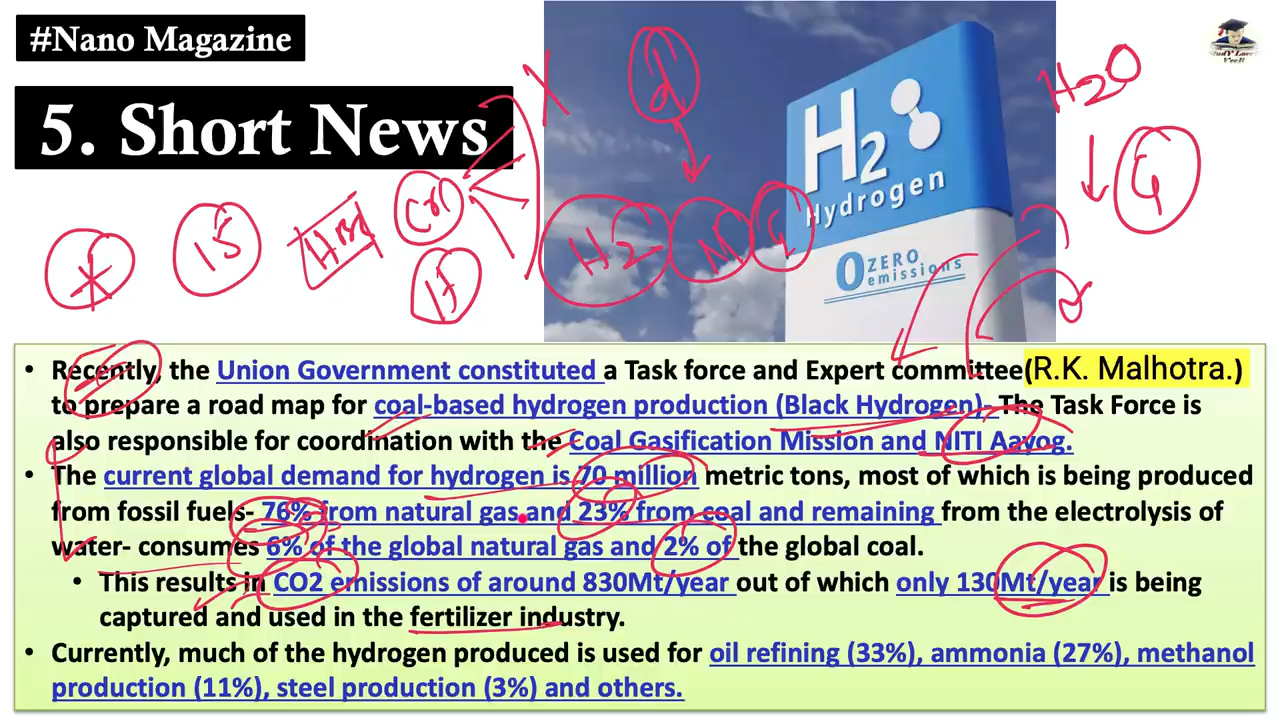 #Nano Magazine
5. Short News
StudY Lover
VeeR
H2
Hydrogen
0 ZERO
emissions
H2O
15
H2
• Recently, the Union Government constituted a Task force and Expert committee(R.K. Malhotra.)
to prepare a road map for coal-based hydrogen production (Black Hydrogen)- The Task Force is
also responsible for coordination with the Coal Gasification Mission and NITI Aayog.
• The current global demand for hydrogen is 70 million metric tons, most of which is being produced
from fossil fuels- 76% from natural gas and 23% from coal and remaining from the electrolysis of
water- consumes 6% of the global natural gas and 2% of the global coal.
• This results in CO2 emissions of around 830Mt/year out of which only 130Mt/year is being
captured and used in the fertilizer industry.
• Currently, much of the hydrogen produced is used for oil refining (33%), ammonia (27%), methanol
production (11%), steel production (3%) and others.